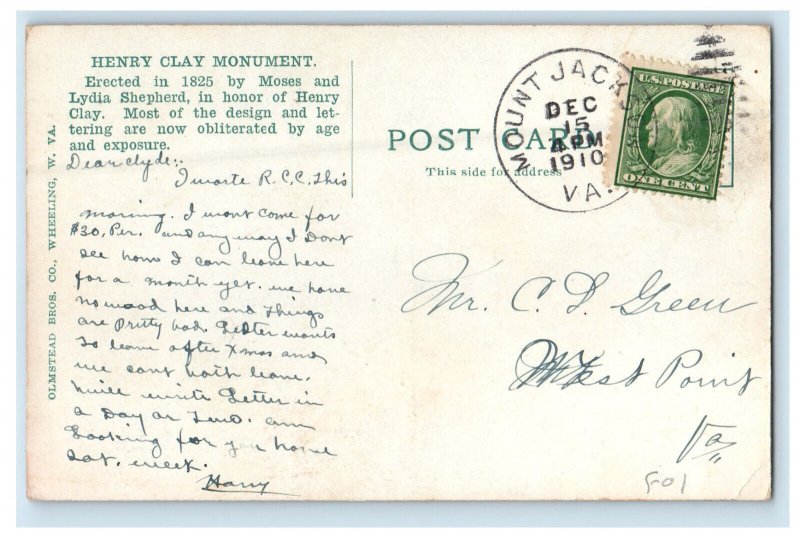 HENRY CLAY MONUMENT.
Erected in 1825 by Moses and
Lydia Shepherd, in honor of Henry
Clay. Most of the design and let-
tering are now obliterated by age
and exposure.
Dear Clyde:.
I wrote R.C.C. This
morning. I wont come for
$30, Per. and anyway I Dont
see how I can leave here
for a month yet. we have
no wood here and Things
are Pretty bad. wants
to leave after Xmas and
we cant both leave.
will write Letter in
a Day or Two. am
Looking for you home
sat. week.
Harry
OLMSTEAD BROS. CO., WHEELING, W. VA.
POST CARD
This side for address
MOUNT JACKS
DEC
15
4 PM
1910
VA.
U.S. POSTAGE
ONE CENT
Mr. C. D. Green
West Point
Va,,
801